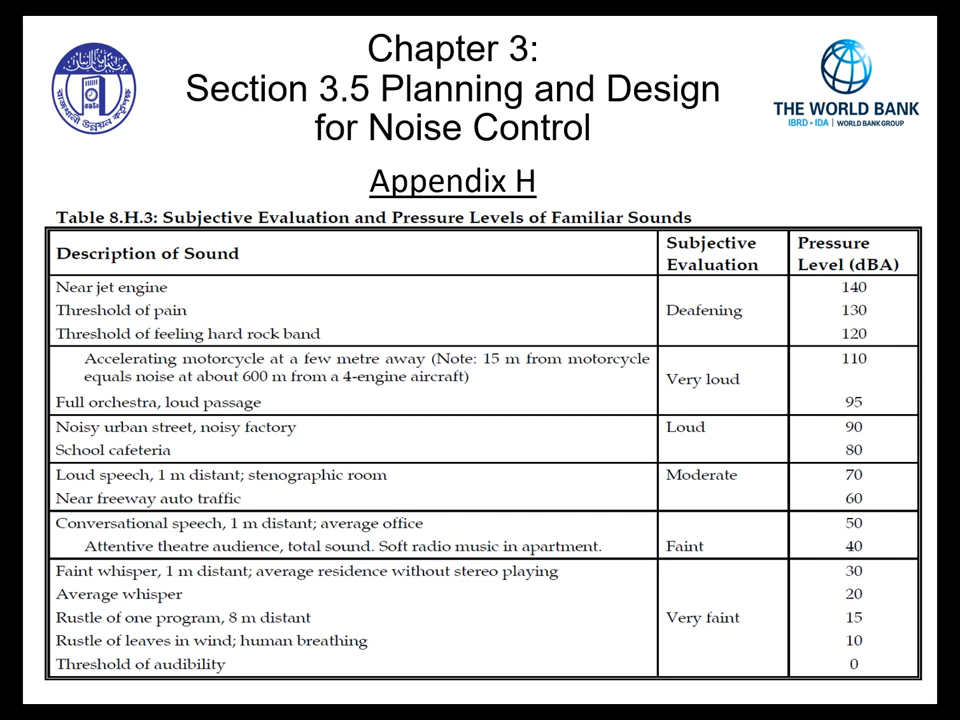 Chapter 3:
Section 3.5 Planning and Design
for Noise Control
রাজধানী উন্নয়ন কর্তৃপক্ষ
THE WORLD BANK
IBRD • IDA | WORLD BANK GROUP
Appendix H
Table 8.H.3: Subjective Evaluation and Pressure Levels of Familiar Sounds
Description of Sound Subjective Evaluation Pressure Level (dBA)
Near jet engine 140
Threshold of pain Deafening 130
Threshold of feeling hard rock band 120
Accelerating motorcycle at a few metre away (Note: 15 m from motorcycle 110
equals noise at about 600 m from a 4-engine aircraft) Very loud
Full orchestra, loud passage 95
Noisy urban street, noisy factory Loud 90
School cafeteria 80
Loud speech, 1 m distant; stenographic room Moderate 70
Near freeway auto traffic 60
Conversational speech, 1 m distant; average office 50
Attentive theatre audience, total sound. Soft radio music in apartment. Faint 40
Faint whisper, 1 m distant; average residence without stereo playing 30
Average whisper 20
Rustle of one program, 8 m distant Very faint 15
Rustle of leaves in wind; human breathing 10
Threshold of audibility 0